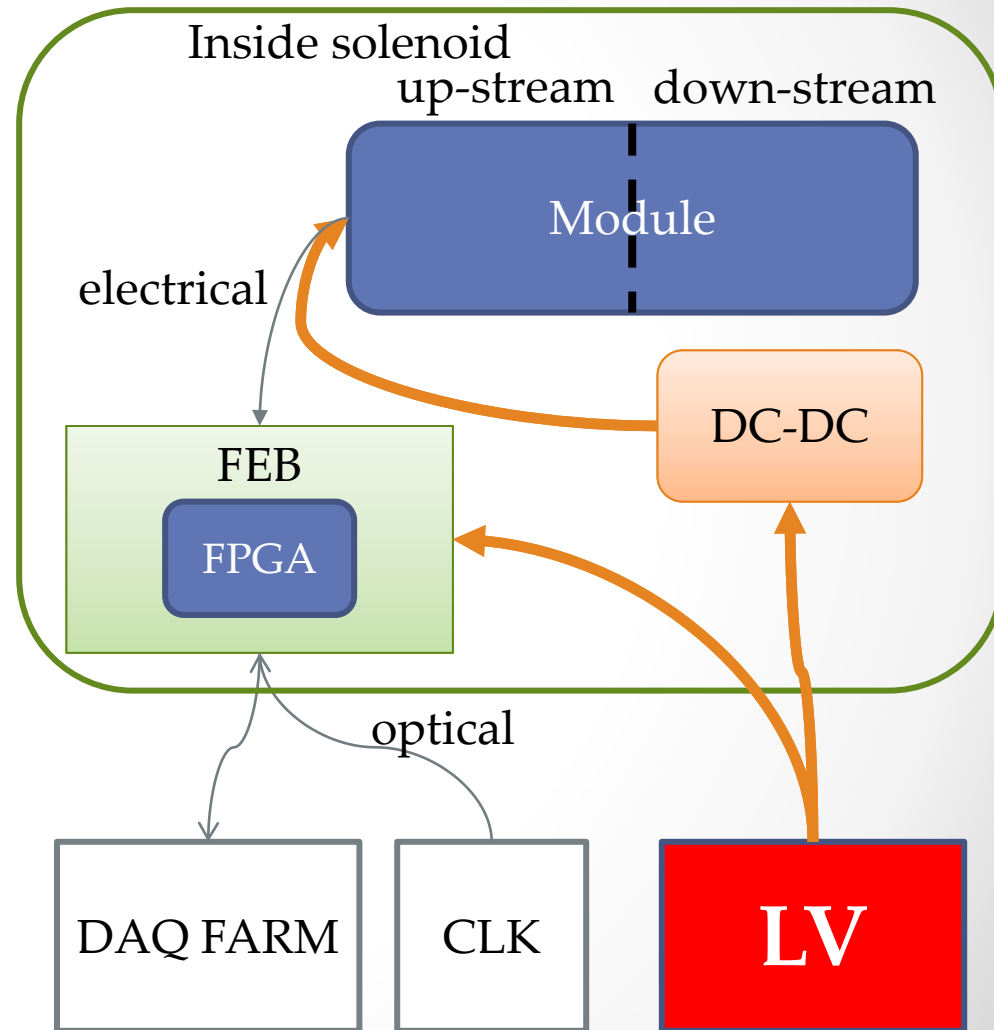 Inside solenoid
up-stream down-stream
Module
electrical
DC-DC
FEB
FPGA
optical
DAQ FARM
CLK
LV